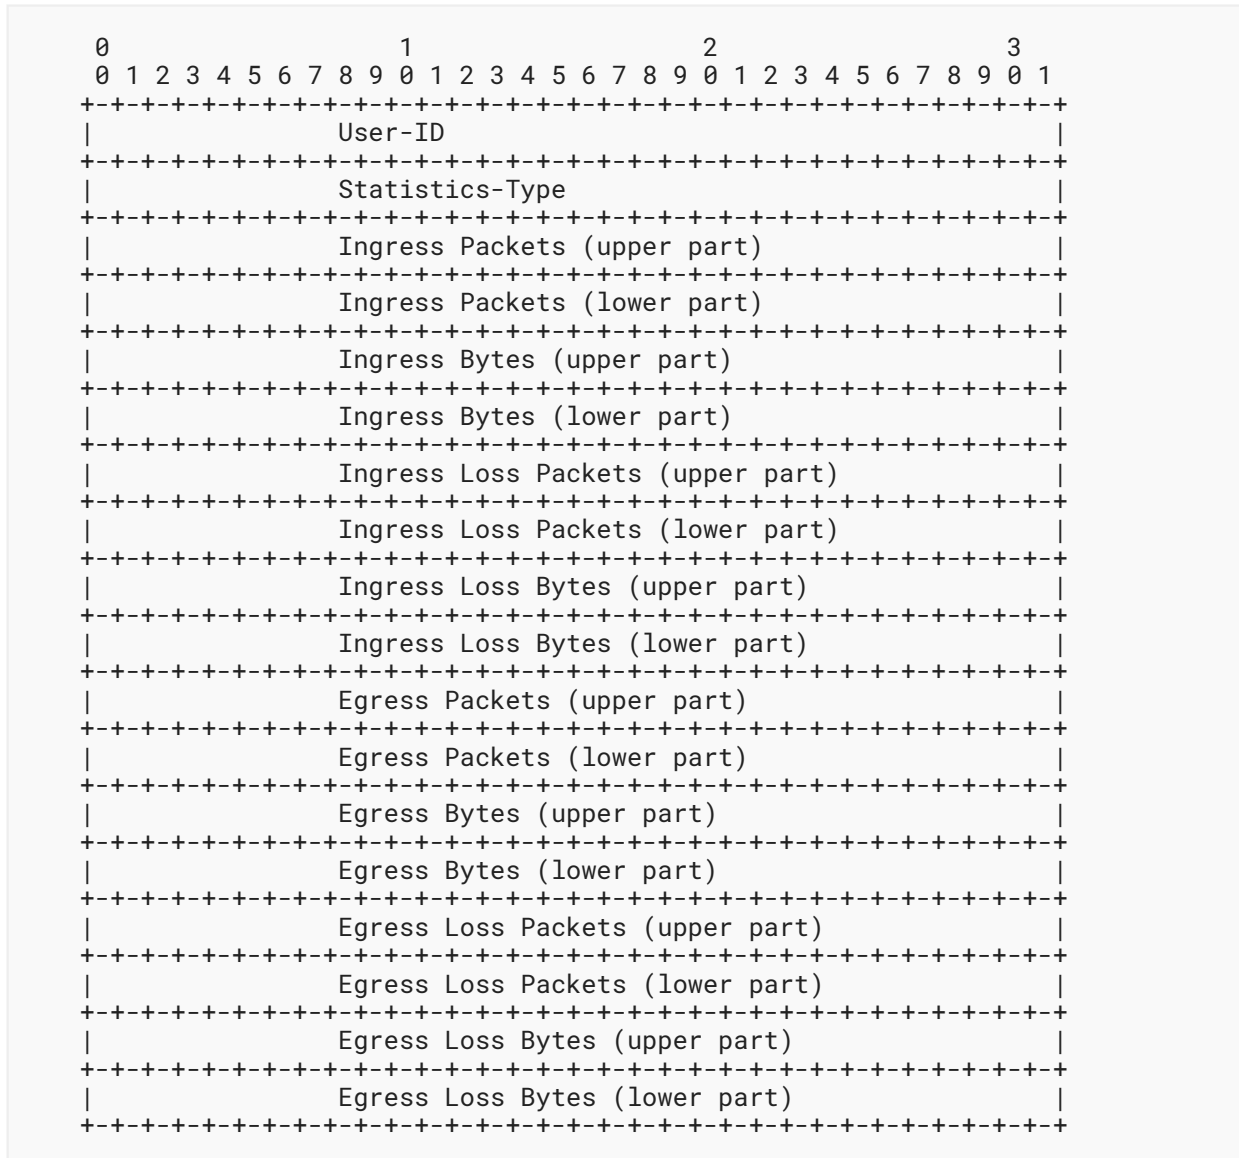 0                   1                   2                   3
 0 1 2 3 4 5 6 7 8 9 0 1 2 3 4 5 6 7 8 9 0 1 2 3 4 5 6 7 8 9 0 1
+-+-+-+-+-+-+-+-+-+-+-+-+-+-+-+-+-+-+-+-+-+-+-+-+-+-+-+-+-+-+-+-+
|                User-ID                                        |
+-+-+-+-+-+-+-+-+-+-+-+-+-+-+-+-+-+-+-+-+-+-+-+-+-+-+-+-+-+-+-+-+
|                Statistics-Type                                |
+-+-+-+-+-+-+-+-+-+-+-+-+-+-+-+-+-+-+-+-+-+-+-+-+-+-+-+-+-+-+-+-+
|                Ingress Packets (upper part)                   |
+-+-+-+-+-+-+-+-+-+-+-+-+-+-+-+-+-+-+-+-+-+-+-+-+-+-+-+-+-+-+-+-+
|                Ingress Packets (lower part)                   |
+-+-+-+-+-+-+-+-+-+-+-+-+-+-+-+-+-+-+-+-+-+-+-+-+-+-+-+-+-+-+-+-+
|                Ingress Bytes (upper part)                     |
+-+-+-+-+-+-+-+-+-+-+-+-+-+-+-+-+-+-+-+-+-+-+-+-+-+-+-+-+-+-+-+-+
|                Ingress Bytes (lower part)                     |
+-+-+-+-+-+-+-+-+-+-+-+-+-+-+-+-+-+-+-+-+-+-+-+-+-+-+-+-+-+-+-+-+
|                Ingress Loss Packets (upper part)              |
+-+-+-+-+-+-+-+-+-+-+-+-+-+-+-+-+-+-+-+-+-+-+-+-+-+-+-+-+-+-+-+-+
|                Ingress Loss Packets (lower part)              |
+-+-+-+-+-+-+-+-+-+-+-+-+-+-+-+-+-+-+-+-+-+-+-+-+-+-+-+-+-+-+-+-+
|                Ingress Loss Bytes (upper part)                |
+-+-+-+-+-+-+-+-+-+-+-+-+-+-+-+-+-+-+-+-+-+-+-+-+-+-+-+-+-+-+-+-+
|                Ingress Loss Bytes (lower part)                |
+-+-+-+-+-+-+-+-+-+-+-+-+-+-+-+-+-+-+-+-+-+-+-+-+-+-+-+-+-+-+-+-+
|                Egress Packets (upper part)                    |
+-+-+-+-+-+-+-+-+-+-+-+-+-+-+-+-+-+-+-+-+-+-+-+-+-+-+-+-+-+-+-+-+
|                Egress Packets (lower part)                    |
+-+-+-+-+-+-+-+-+-+-+-+-+-+-+-+-+-+-+-+-+-+-+-+-+-+-+-+-+-+-+-+-+
|                Egress Bytes (upper part)                      |
+-+-+-+-+-+-+-+-+-+-+-+-+-+-+-+-+-+-+-+-+-+-+-+-+-+-+-+-+-+-+-+-+
|                Egress Bytes (lower part)                      |
+-+-+-+-+-+-+-+-+-+-+-+-+-+-+-+-+-+-+-+-+-+-+-+-+-+-+-+-+-+-+-+-+
|                Egress Loss Packets (upper part)               |
+-+-+-+-+-+-+-+-+-+-+-+-+-+-+-+-+-+-+-+-+-+-+-+-+-+-+-+-+-+-+-+-+
|                Egress Loss Packets (lower part)               |
+-+-+-+-+-+-+-+-+-+-+-+-+-+-+-+-+-+-+-+-+-+-+-+-+-+-+-+-+-+-+-+-+
|                Egress Loss Bytes (upper part)                 |
+-+-+-+-+-+-+-+-+-+-+-+-+-+-+-+-+-+-+-+-+-+-+-+-+-+-+-+-+-+-+-+-+
|                Egress Loss Bytes (lower part)                 |
+-+-+-+-+-+-+-+-+-+-+-+-+-+-+-+-+-+-+-+-+-+-+-+-+-+-+-+-+-+-+-+-+